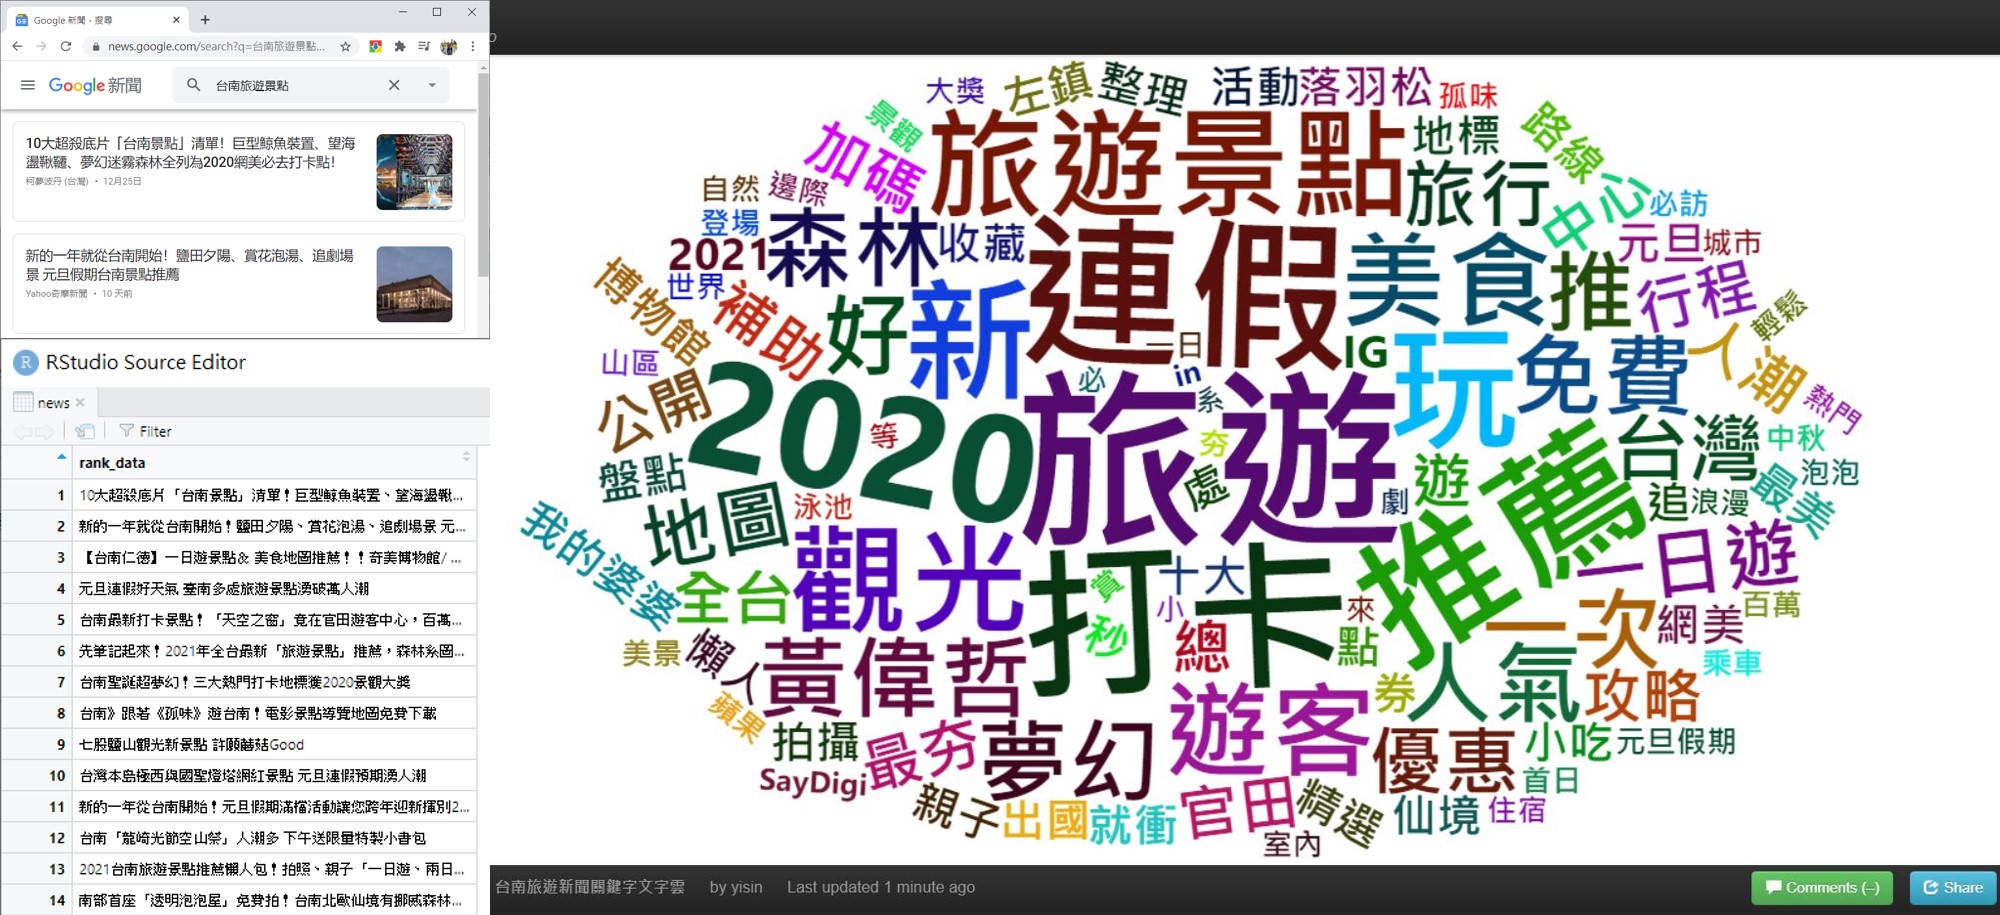 Google 新聞 - 搜尋
news.google.com/search?q=台南旅遊景點...
Google 新聞
台南旅遊景點
10大超殺底片「台南景點」清單！巨型鯨魚裝置、望海
盪鞦韆、夢幻迷霧森林全列為2020網美必去打卡點！
柯夢波丹 (台灣) · 12月25日
新的一年就從台南開始！鹽田夕陽、賞花泡湯、追劇場
景 元旦假期台南景點推薦
Yahoo奇摩新聞 · 10 天前
R RStudio Source Editor
news
Filter
rank_data
1 10大超殺底片「台南景點」清單！巨型鯨魚裝置、望海盪鞦...
2 新的一年就從台南開始！鹽田夕陽、賞花泡湯、追劇場景 元...
3 【台南仁德】一日遊景點& 美食地圖推薦！！奇美博物館/ ...
4 元旦連假好天氣 臺南多處旅遊景點湧破萬人潮
5 台南最新打卡景點！「天空之窗」竟在官田遊客中心，百萬...
6 先筆記起來！2021年全台最新「旅遊景點」推薦，森林系圖...
7 台南聖誕超夢幻！三大熱門打卡地標獲2020景觀大獎
8 台南》跟著《孤味》遊台南！電影景點導覽地圖免費下載
9 七股鹽山觀光新景點 許願蘑菇Good
10 台灣本島極西與國聖燈塔網紅景點 元旦連假預期湧人潮
11 新的一年從台南開始！元旦假期滿檔活動讓您跨年迎新揮別2...
12 台南「龍崎光節空山祭」人潮多 下午送限量特製小書包
13 2021台南旅遊景點推薦懶人包！拍照、親子「一日遊、兩日...
14 南部首座「透明泡泡屋」免費拍！台南北歐仙境有挪威森林...
大獎
左鎮
整理
活動
落羽松
孤味
景觀
旅遊景點
地標
路線
加碼
自然
邊際
旅行
中心
必訪
登場
2021
森林
收藏
連假
美食
推
元旦
城市
世界
博物館
補助
好
新
行程
輕鬆
山區
一日
IG
玩
免費
人潮
熱門
公開
2020
必
in
系
旅遊
等
夯
台灣
中秋
盤點
地圖
泳池
處
劇
遊
推薦
追
浪漫
最美
泡泡
我的婆婆
全台
觀光
打卡
賞
十大
小
來
一日遊
百萬
美景
懶人
黃偉哲
秒
總
點
一次
網美
乘車
蘋果
拍攝
最夯
夢幻
遊客
券
人氣
攻略
SayDigi
優惠
小吃
元旦假期
首日
親子
出國
就衝
官田
精選
仙境
住宿
室內
台南旅遊新聞關鍵字文字雲 by yisin Last updated 1 minute ago
Comments (–)
Share